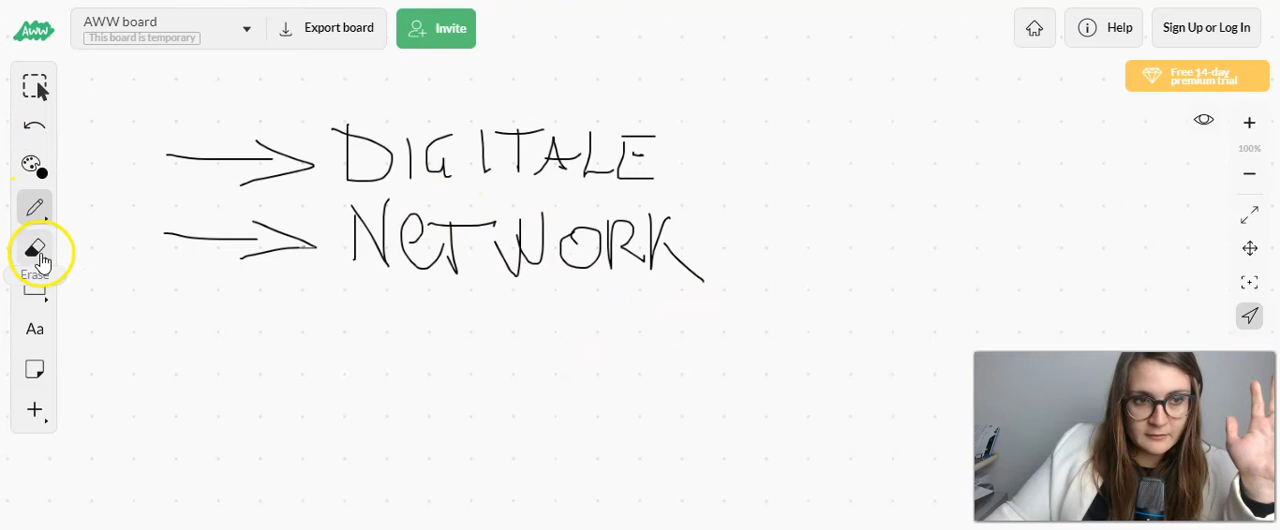 AWW
AWW board
This board is temporary
Export board
Invite
Help
Sign Up or Log In
Free 14-day
premium trial
100%
Erase
Aa
→ DIGITALE
→ NeTWORK